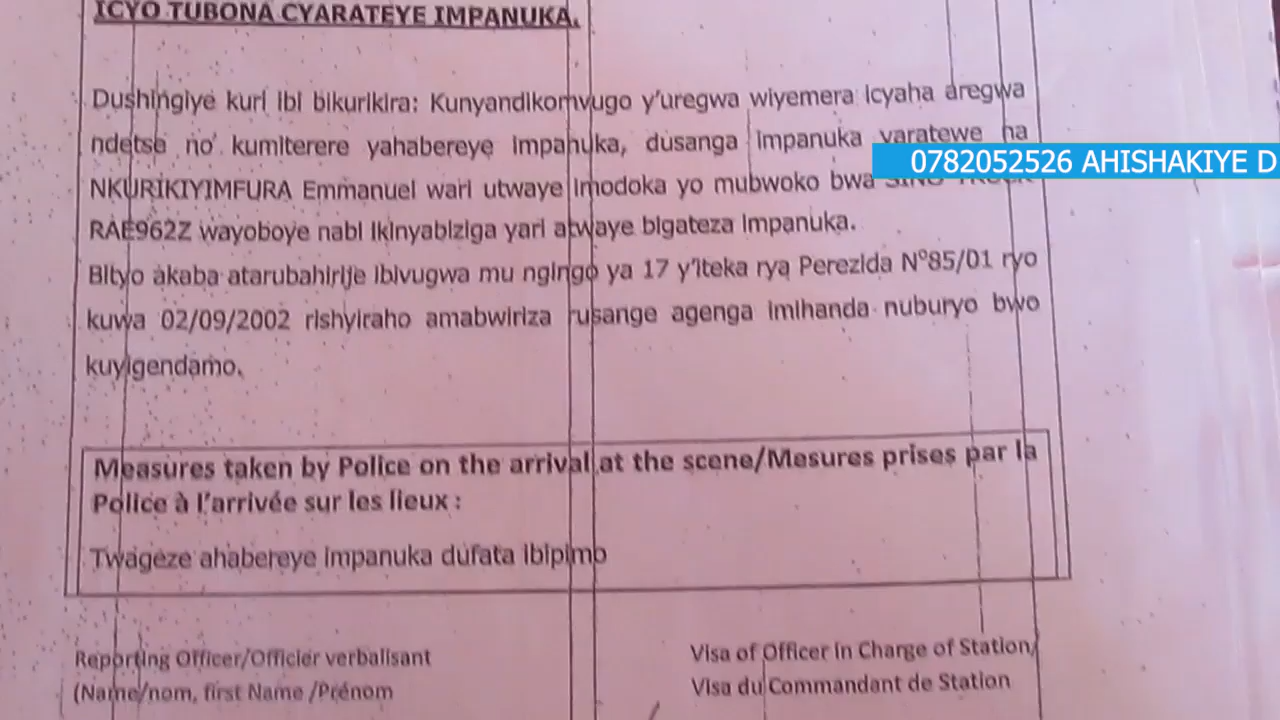 ICYO TUBONA CYARATEYE IMPANUKA.
Dushingiye kuri ibi bikurikira: Kunyandikomvugo y'uregwa wiyemera icyaha aregwa
ndetse no' kumiterere yahabereye impanuka, dusanga impanuka yaratewe na
0782052526 AHISHAKIYE D
NKURIKIYIMFURA Emmanuel wari utwaye imodoka yo mubwoko bwa
RAE962Z wayoboye nabi ikinyabiziga yari atwaye bigateza impanuka.
Bityo akaba atarubahirije ibivugwa mu ngingo ya 17 y'iteka rya Perezida N°85/01 ryo
kuwa 02/09/2002 rishyiraho amabwiriza rusange agenga imihanda nuburyo bwo
kuyigendamo.
Measures taken by Police on the arrival at the scene/Mesures prises par la
Police à l'arrivée sur les lieux :
Twageze ahabereye impanuka dufata ibipimo
Reporting Officer/Officier verbalisant
(Name/nom, first Name /Prénom
Visa of Officer in Charge of Station/
Visa du Commandant de Station